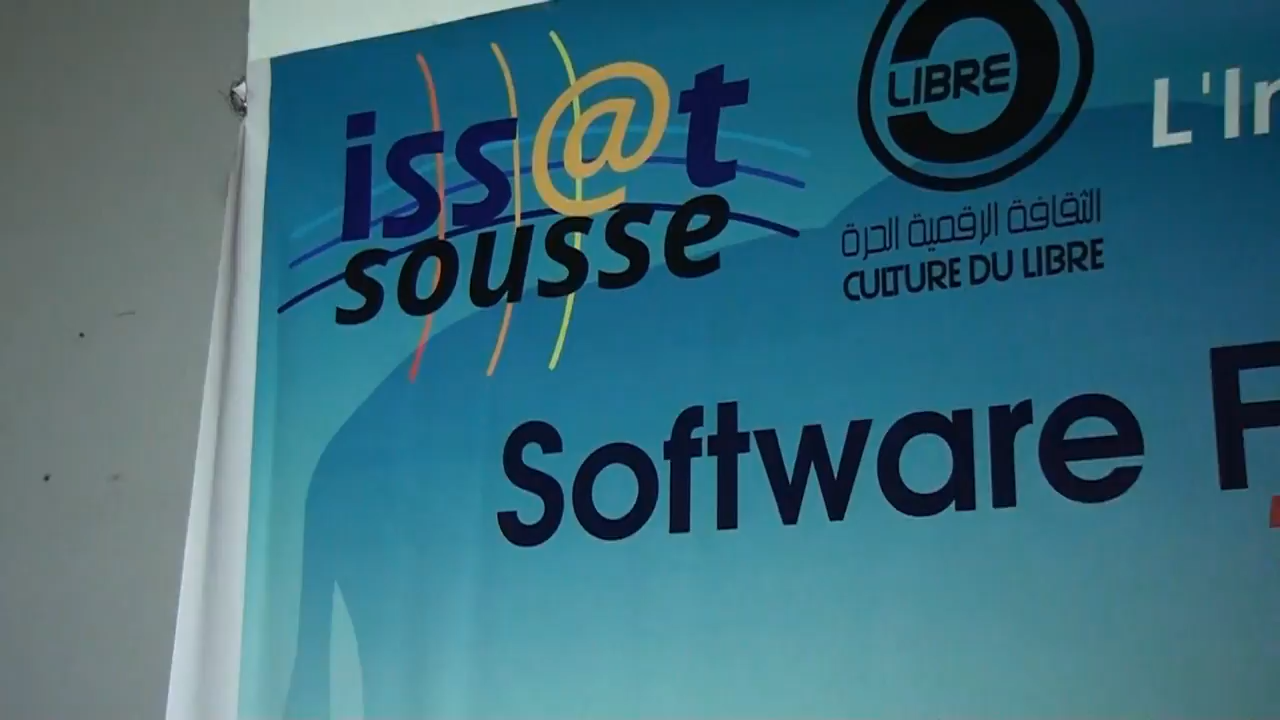 iss@t
sousse
LIBRE
الثقافة الرقمية الحرة
CULTURE DU LIBRE
Software